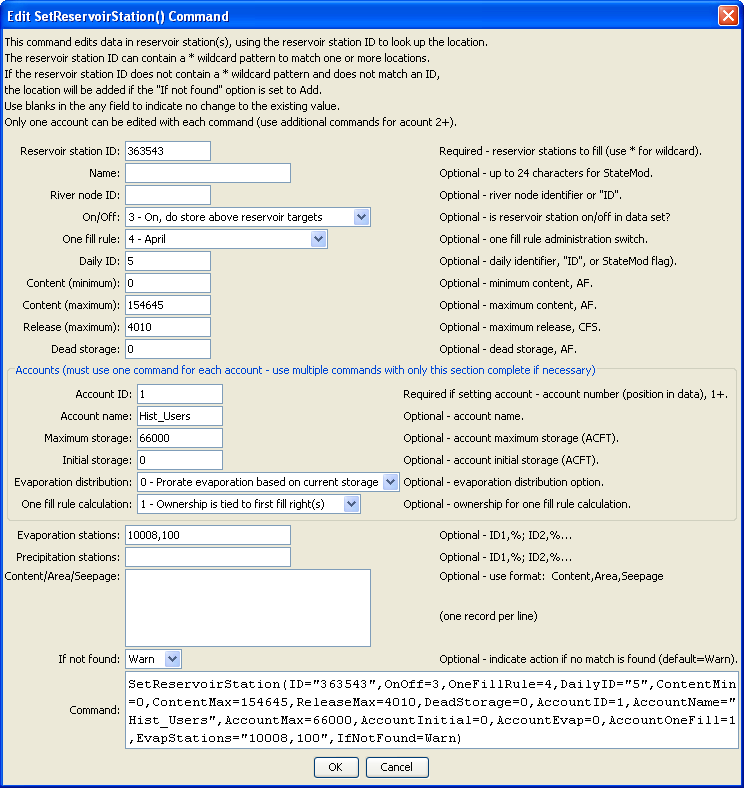 Edit SetReservoirStation() Command
This command edits data in reservoir station(s), using the reservoir station ID to look up the location.
The reservoir station ID can contain a * wildcard pattern to match one or more locations.
If the reservoir station ID does not contain a * wildcard pattern and does not match an ID,
the location will be added if the "If not found" option is set to Add.
Use blanks in the any field to indicate no change to the existing value.
Only one account can be edited with each command (use additional commands for acount 2+).
Reservoir station ID: 363543 Required - reservior stations to fill (use * for wildcard).
Name: Optional - up to 24 characters for StateMod.
River node ID: Optional - river node identifier or "ID".
On/Off: 3 - On, do store above reservoir targets Optional - is reservoir station on/off in data set?
One fill rule: 4 - April Optional - one fill rule administration switch.
Daily ID: 5 Optional - daily identifier, "ID", or StateMod flag).
Content (minimum): 0 Optional - minimum content, AF.
Content (maximum): 154645 Optional - maximum content, AF.
Release (maximum): 4010 Optional - maximum release, CFS.
Dead storage: 0 Optional - dead storage, AF.
Accounts (must use one command for each account - use multiple commands with only this section complete if necessary)
Account ID: 1 Required if setting account - account number (position in data), 1+.
Account name: Hist_Users Optional - account name.
Maximum storage: 66000 Optional - account maximum storage (ACFT).
Initial storage: 0 Optional - account initial storage (ACFT).
Evaporation distribution: 0 - Prorate evaporation based on current storage Optional - evaporation distribution option.
One fill rule calculation: 1 - Ownership is tied to first fill right(s) Optional - ownership for one fill rule calculation.
Evaporation stations: 10008,100 Optional - ID1,%; ID2,%...
Precipitation stations: Optional - ID1,%; ID2,%...
Content/Area/Seepage: Optional - use format: Content,Area,Seepage
(one record per line)
If not found: Warn Optional - indicate action if no match is found (default=Warn).
Command:
SetReservoirStation(ID="363543",OnOff=3,OneFillRule=4,DailyID="5",ContentMin
=0,ContentMax=154645,ReleaseMax=4010,DeadStorage=0,AccountID=1,AccountName="
Hist_Users",AccountMax=66000,AccountInitial=0,AccountEvap=0,AccountOneFill=1
,EvapStations="10008,100",IfNotFound=Warn)
OK Cancel